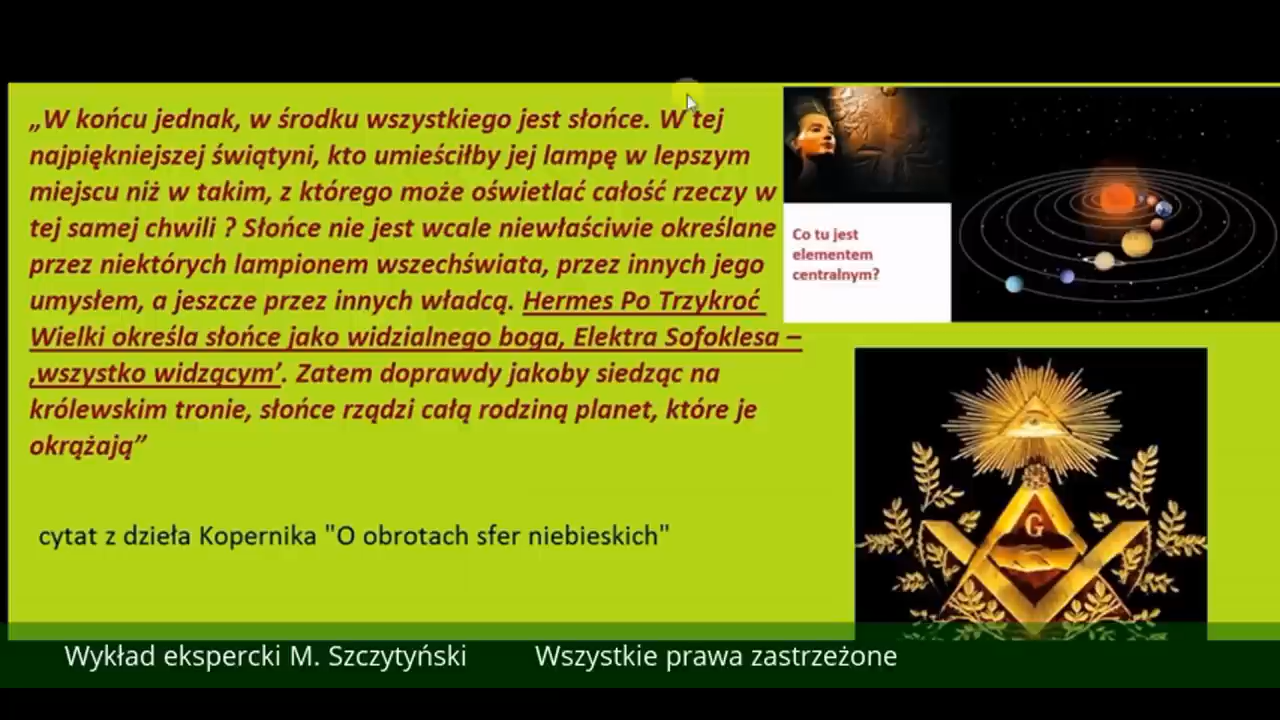 „W końcu jednak, w środku wszystkiego jest słońce. W tej
najpiękniejszej świątyni, kto umieściłby jej lampę w lepszym
miejscu niż w takim, z którego może oświetlać całość rzeczy w
tej samej chwili ? Słońce nie jest wcale niewłaściwie określane
przez niektórych lampionem wszechświata, przez innych jego
umysłem, a jeszcze przez innych władcą. Hermes Po Trzykroć
Wielki określa słońce jako widzialnego boga, Elektra Sofoklesa –
‚wszystko widzącym’. Zatem doprawdy jakoby siedząc na
królewskim tronie, słońce rządzi całą rodziną planet, które je
okrążają”
cytat z dzieła Kopernika "O obrotach sfer niebieskich"
Co tu jest
elementem
centralnym?
G
Wykład ekspercki M. Szczytyński Wszystkie prawa zastrzeżone